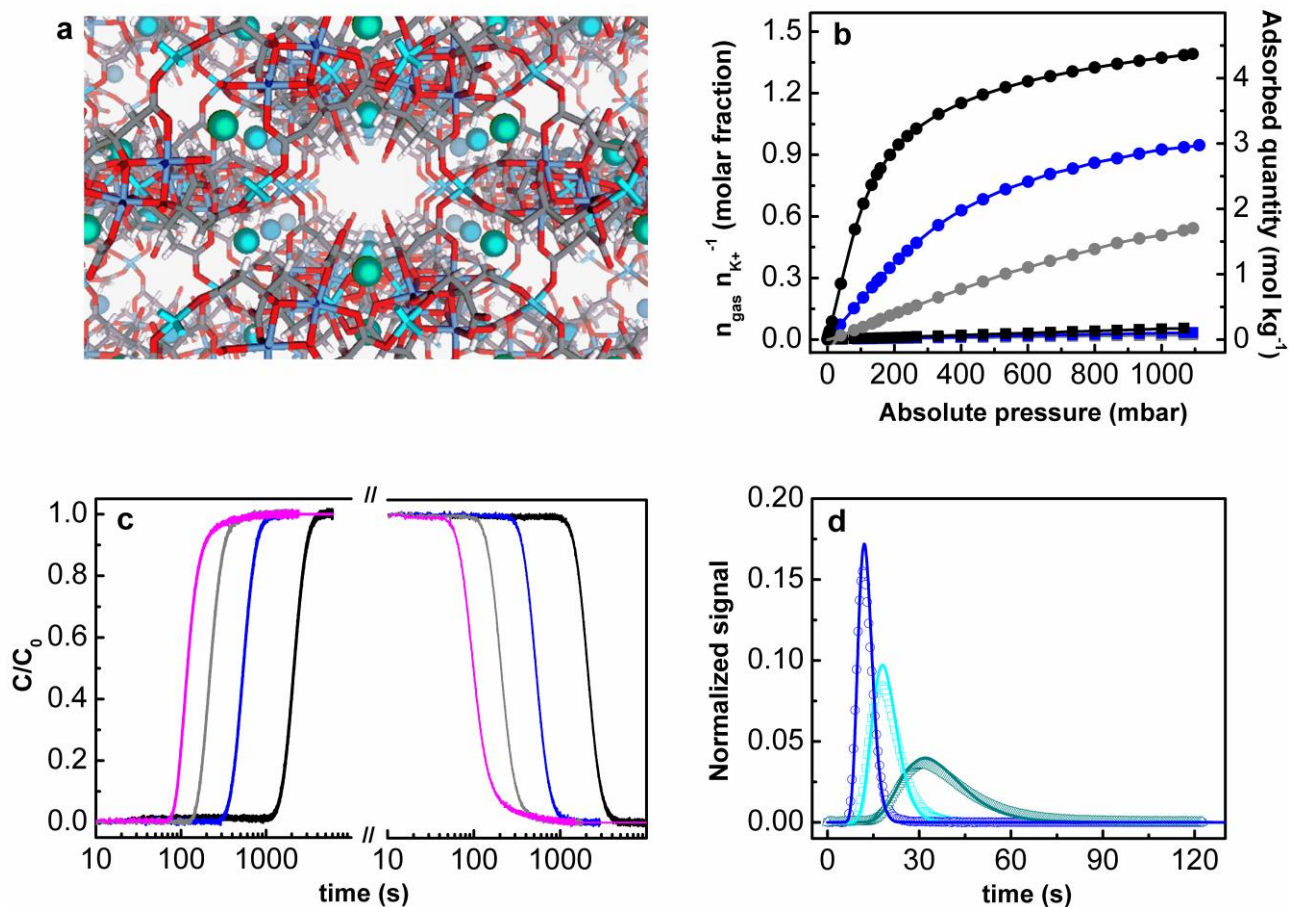 a
b
1.5
1.2
0.9
0.6
0.3
0.0
n_gas n_K+^-1 (molar fraction)
4
3
2
1
0
Adsorbed quantity (mol kg^-1)
0 200 400 600 800 1000
Absolute pressure (mbar)
c
//
1.0
0.8
0.6
0.4
0.2
0.0
C/C_0
//
10 100 1000 10 100 1000
time (s)
d
0.20
0.15
0.10
0.05
0.00
Normalized signal
0 30 60 90 120
time (s)